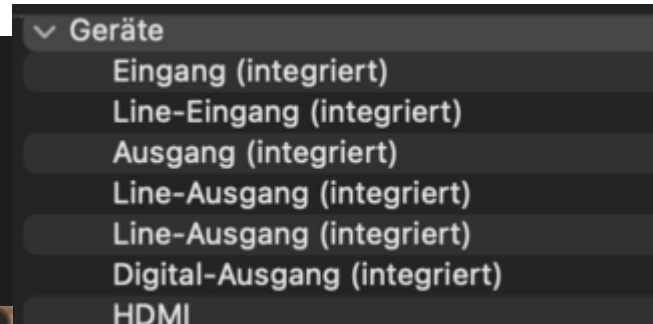 Geräte
Eingang (integriert)
Line-Eingang (integriert)
Ausgang (integriert)
Line-Ausgang (integriert)
Line-Ausgang (integriert)
Digital-Ausgang (integriert)
HDMI